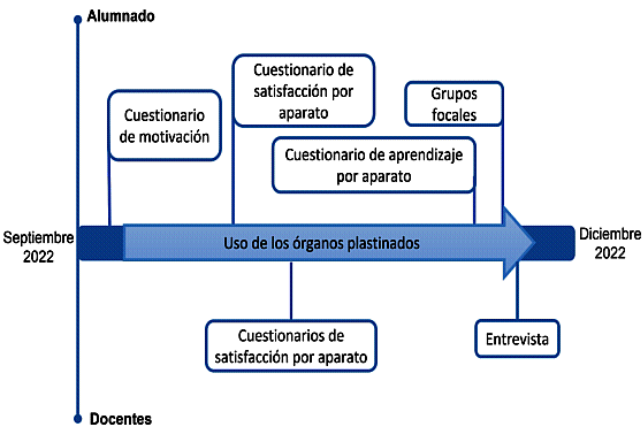 Alumnado
Cuestionario de
satisfacción por
aparato
Grupos
focales
Cuestionario
de motivación
Cuestionario de aprendizaje
por aparato
Septiembre
2022
Uso de los órganos plastinados
Diciembre
2022
Cuestionarios de
satisfacción por aparato
Entrevista
Docentes